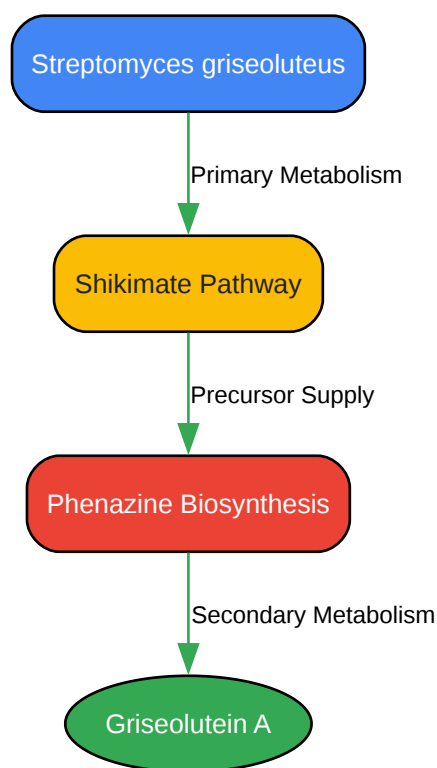 Streptomyces griseoluteus
Primary Metabolism
Shikimate Pathway
Precursor Supply
Phenazine Biosynthesis
Secondary Metabolism
Griseolutein A